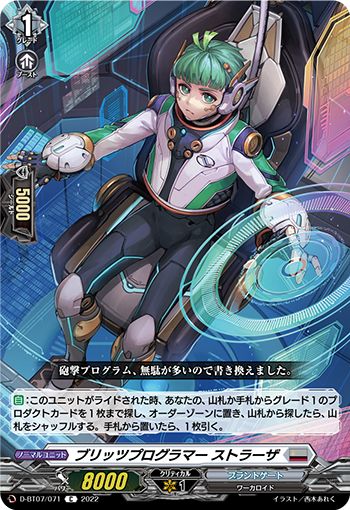 1
グレード
ブースト
5000
シールド
砲撃プログラム、無駄が多いので書き換えました。
自:このユニットがライドされた時、あなたの、山札か手札からグレード1のプ
ロダクトカードを1枚まで探し、オーダーゾーンに置き、山札から探したら、山
札をシャッフルする。手札から置いたら、1枚引く。
ノーマルユニット
ブリッツプログラマー ストラーザ
パワー
8000
クリティカル
1
ブラントゲート
ワーカロイド
D-BT07/071 C 2022
イラスト/西木あれく